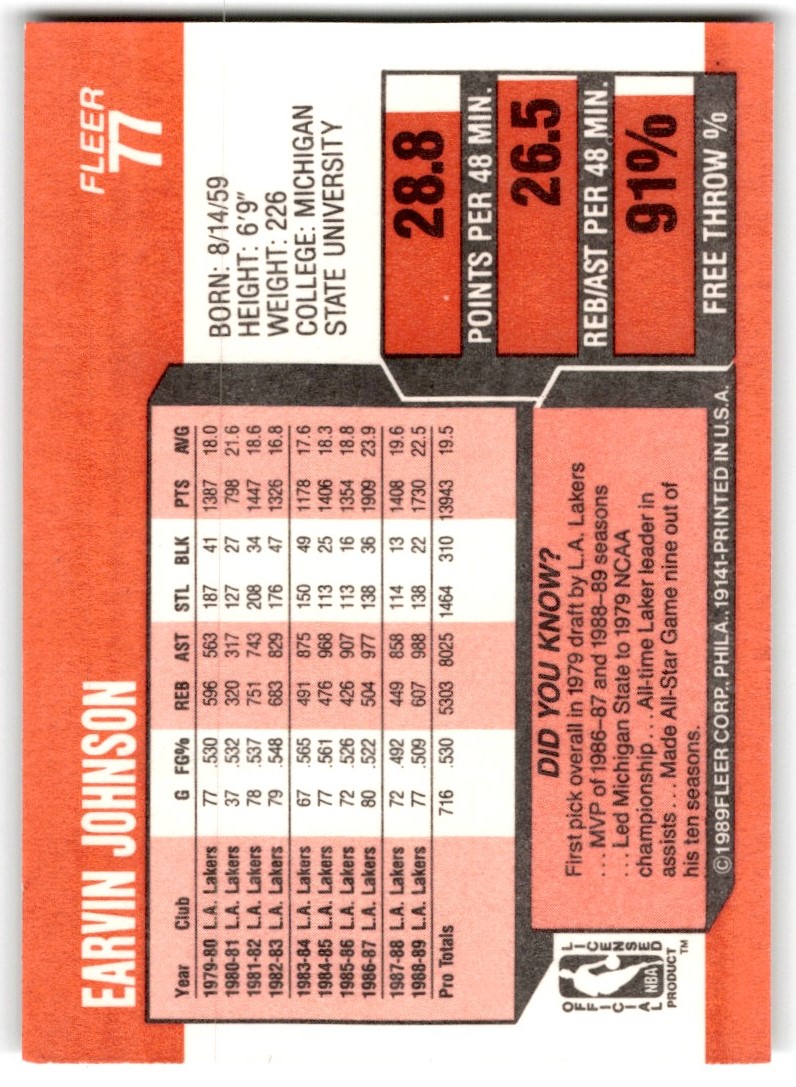 FLEER
77
EARVIN JOHNSON
BORN: 8/14/59
HEIGHT: 6'9"
WEIGHT: 226
COLLEGE: MICHIGAN
STATE UNIVERSITY
Year Club G FG% REB AST STL BLK PTS AVG
1979-80 L.A. Lakers 77 .530 596 563 187 41 1387 18.0
1980-81 L.A. Lakers 37 .532 320 317 127 27 798 21.6
1981-82 L.A. Lakers 78 .537 751 743 208 34 1447 18.6
1982-83 L.A. Lakers 79 .548 683 829 176 47 1326 16.8
1983-84 L.A. Lakers 67 .565 491 875 150 49 1178 17.6
1984-85 L.A. Lakers 77 .561 476 968 113 25 1406 18.3
1985-86 L.A. Lakers 72 .526 426 907 113 16 1354 18.8
1986-87 L.A. Lakers 80 .522 504 977 138 36 1909 23.9
1987-88 L.A. Lakers 72 .492 449 858 114 13 1408 19.6
1988-89 L.A. Lakers 77 .509 607 988 138 22 1730 22.5
Pro Totals 716 .530 5303 8025 1464 310 13943 19.5
28.8
POINTS PER 48 MIN.
26.5
REB/AST PER 48 MIN.
91%
FREE THROW %
DID YOU KNOW?
First pick overall in 1979 draft by L.A. Lakers
... MVP of 1986-87 and 1988-89 seasons
... Led Michigan State to 1979 NCAA
championship ... All-time Laker leader in
assists ... Made All-Star Game nine out of
his ten seasons.
OFFICIAL
LICENSED
NBA
PRODUCT™
©1989 FLEER CORP., PHILA., 19141-PRINTED IN U.S.A.